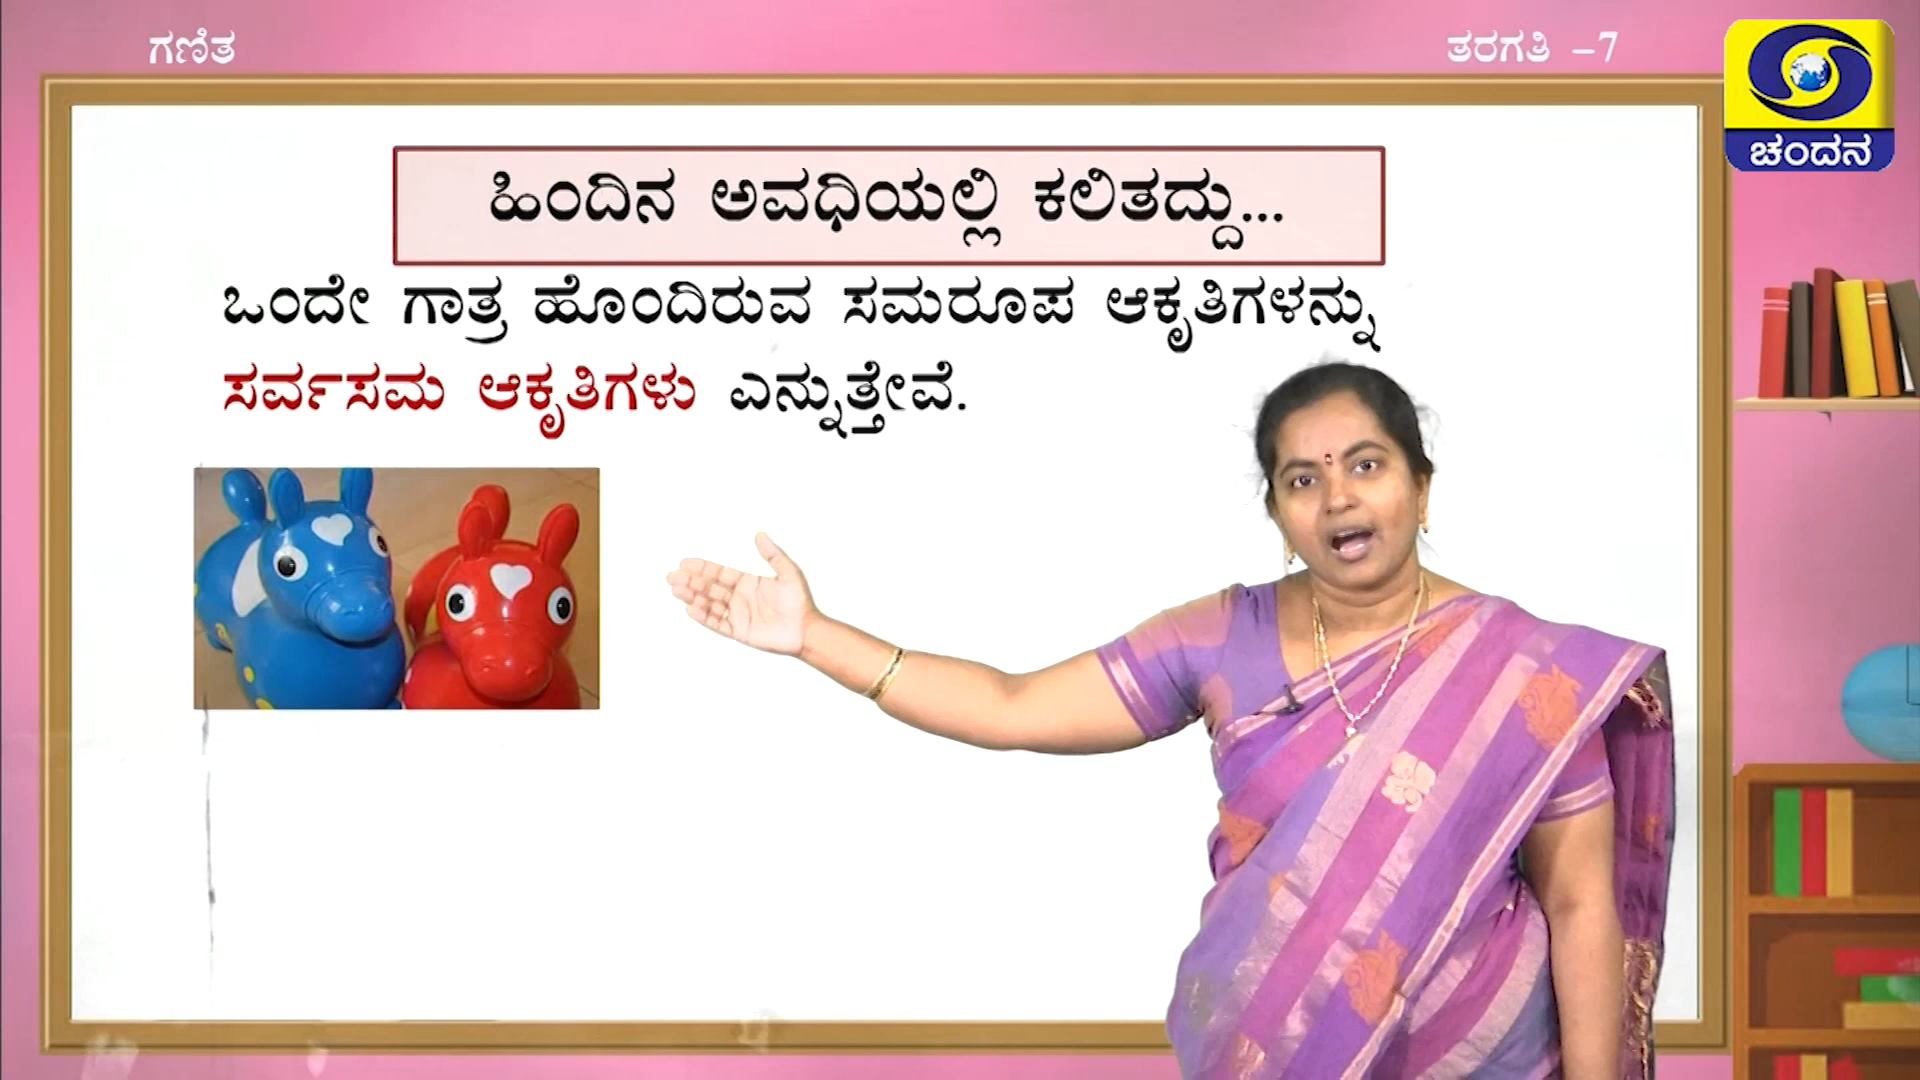 ಗಣಿತ
ತರಗತಿ –7
ಚಂದನ
ಹಿಂದಿನ ಅವಧಿಯಲ್ಲಿ ಕಲಿತದ್ದು...
ಒಂದೇ ಗಾತ್ರ ಹೊಂದಿರುವ ಸಮರೂಪ ಆಕೃತಿಗಳನ್ನು
ಸರ್ವಸಮ ಆಕೃತಿಗಳು ಎನ್ನುತ್ತೇವೆ.